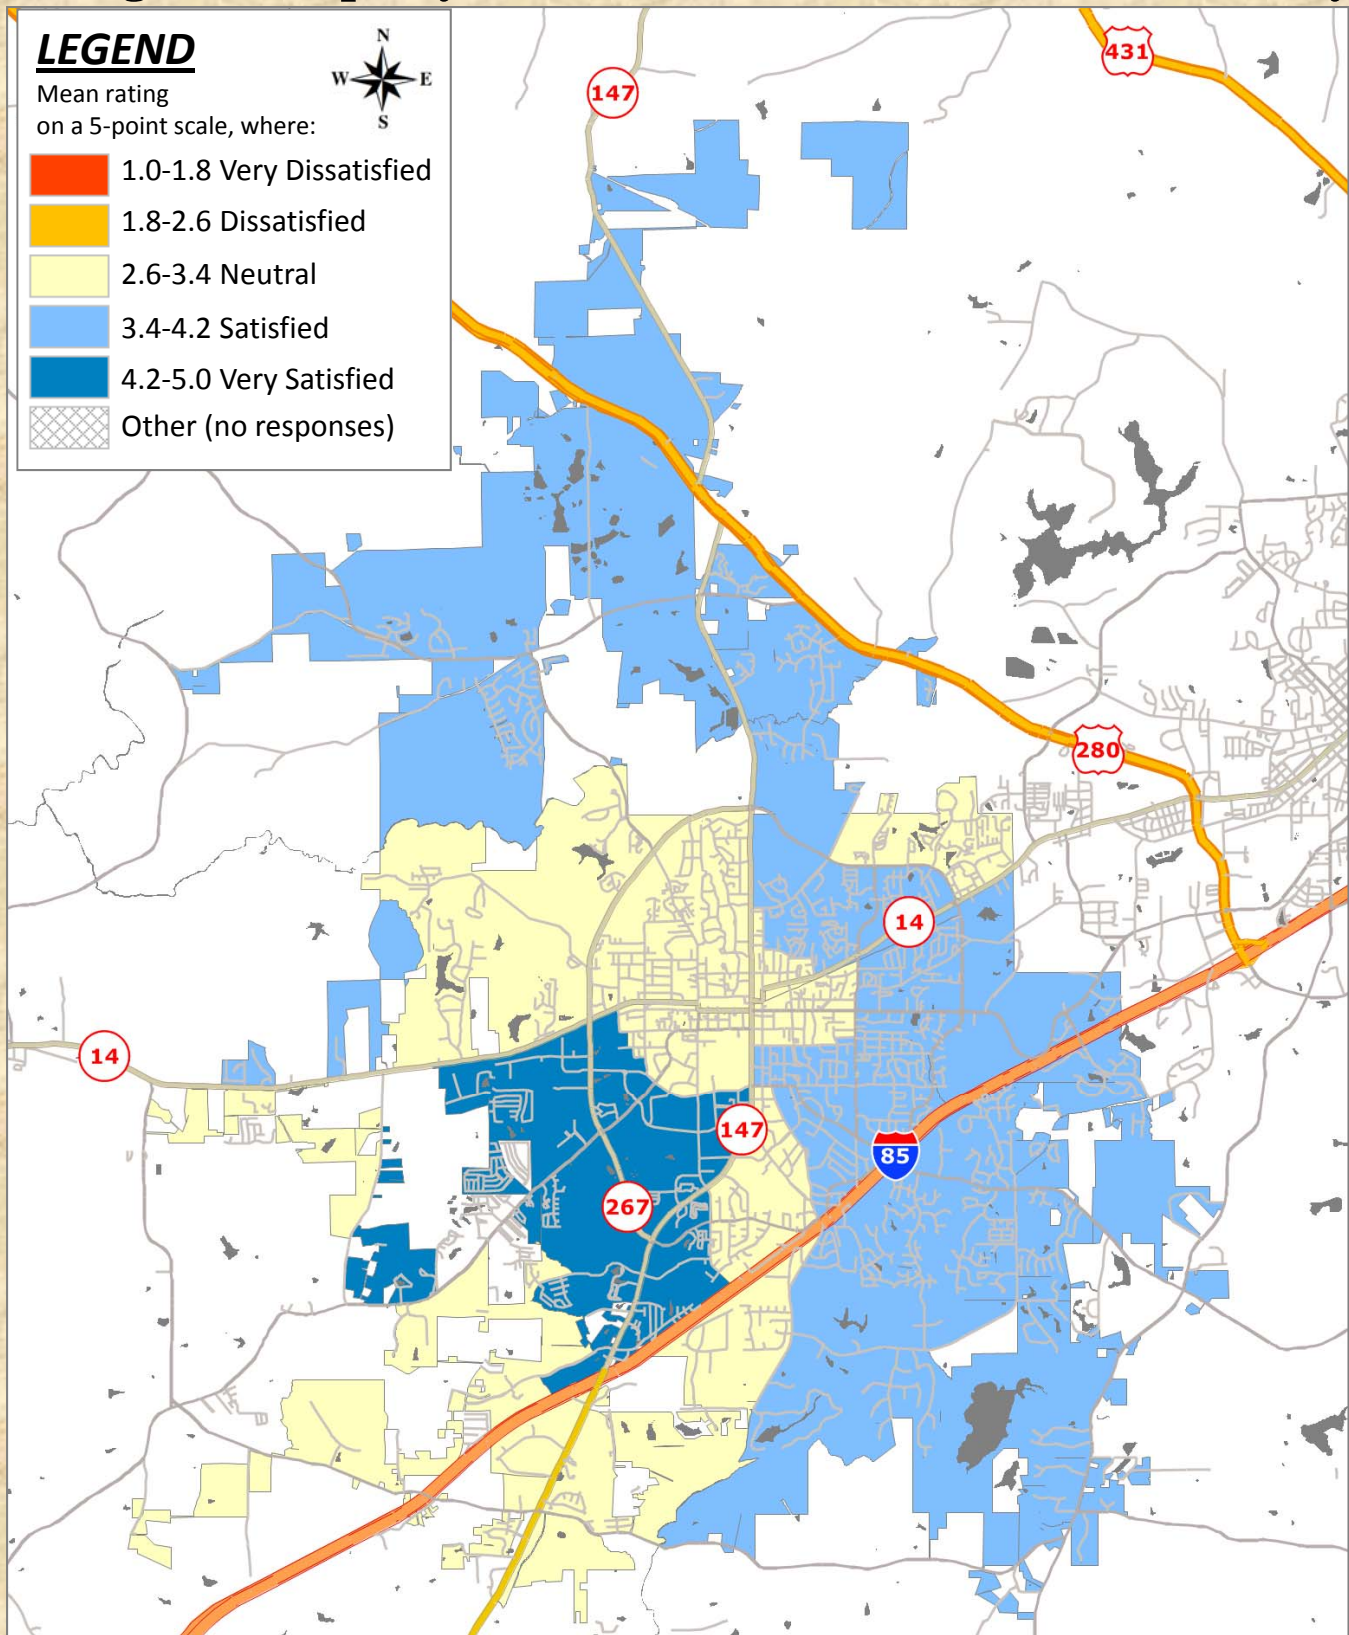 LEGEND
Mean rating
on a 5-point scale, where:
1.0-1.8 Very Dissatisfied
1.8-2.6 Dissatisfied
2.6-3.4 Neutral
3.4-4.2 Satisfied
4.2-5.0 Very Satisfied
Other (no responses)
N
W
E
S
431
147
280
14
14
147
85
267